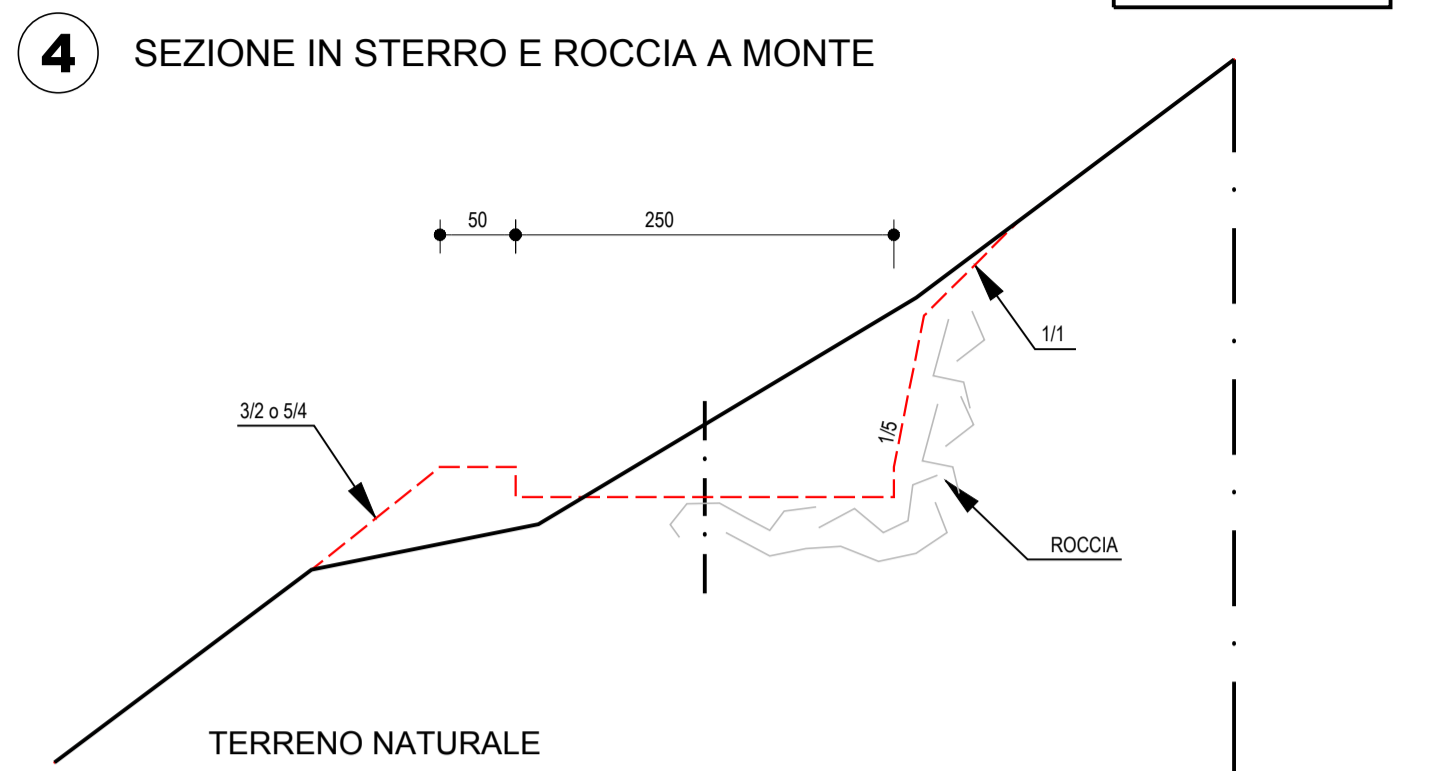 4 SEZIONE IN STERRO E ROCCIA A MONTE
50 250
1/1
3/2 o 5/4
1/5
ROCCIA
TERRENO NATURALE